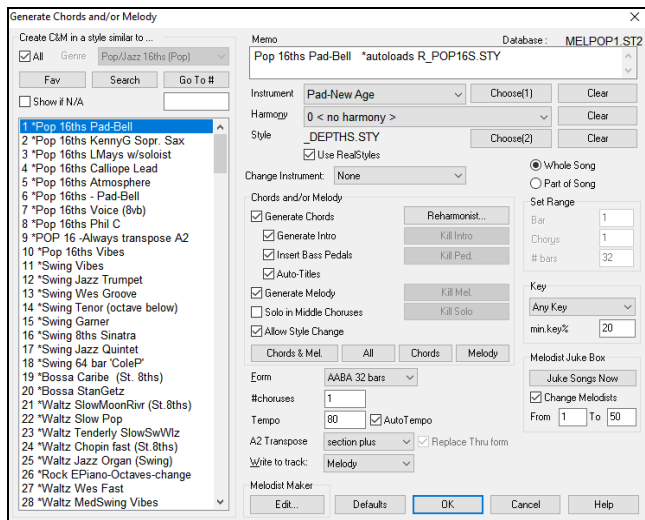 Generate Chords and/or Melody
Create C&M in a style similar to ...
All Genre Pop/Jazz 16ths (Pop)
Fav Search Go To #
Show if N/A
1 *Pop 16ths Pad-Bell
2 *Pop 16ths KennyG Sopr. Sax
3 *Pop 16ths LMays w/soloist
4 *Pop 16ths Calliope Lead
5 *Pop 16ths Atmosphere
6 *Pop 16ths - Pad-Bell
7 *Pop 16ths Voice (8vb)
8 *Pop 16ths Phil C
9 *POP 16 -Always transpose A2
10 *Pop 16ths Vibes
11 *Swing Vibes
12 *Swing Jazz Trumpet
13 *Swing Wes Groove
14 *Swing Tenor (octave below)
15 *Swing Garner
16 *Swing 8ths Sinatra
17 *Swing Jazz Quintet
18 *Swing 64 bar 'ColeP'
19 *Bossa Caribe (St. 8ths)
20 *Bossa StanGetz
21 *Waltz SlowMoonRivr (St.8ths)
22 *Waltz Slow Pop
23 *Waltz Tenderly SlowSwWlz
24 *Waltz Chopin fast (St.8ths)
25 *Waltz Jazz Organ (Swing)
26 *Rock EPiano-Octaves-change
27 *Waltz Wes Fast
28 *Waltz MedSwing Vibes
Memo Database : MELPOP1.ST2
Pop 16ths Pad-Bell *autoloads R_POP16S.STY
Instrument Pad-New Age Choose(1) Clear
Harmony 0 < no harmony > Clear
Style _DEPTHS.STY Choose(2) Clear
Use RealStyles
Change Instrument: None
Whole Song
Part of Song
Chords and/or Melody
Generate Chords Reharmonist...
Generate Intro Kill Intro
Insert Bass Pedals Kill Ped.
Auto-Titles
Generate Melody Kill Mel.
Solo in Middle Choruses Kill Solo
Allow Style Change
Chords & Mel. All Chords Melody
Form AABA 32 bars
#choruses 1
Tempo 80 AutoTempo
A2 Transpose section plus Replace Thru form
Write to track: Melody
Set Range
Bar 1
Chorus 1
# bars 32
Key
Any Key
min.key% 20
Melodist Juke Box
Juke Songs Now
Change Melodists
From 1 To 50
Melodist Maker
Edit... Defaults OK Cancel Help